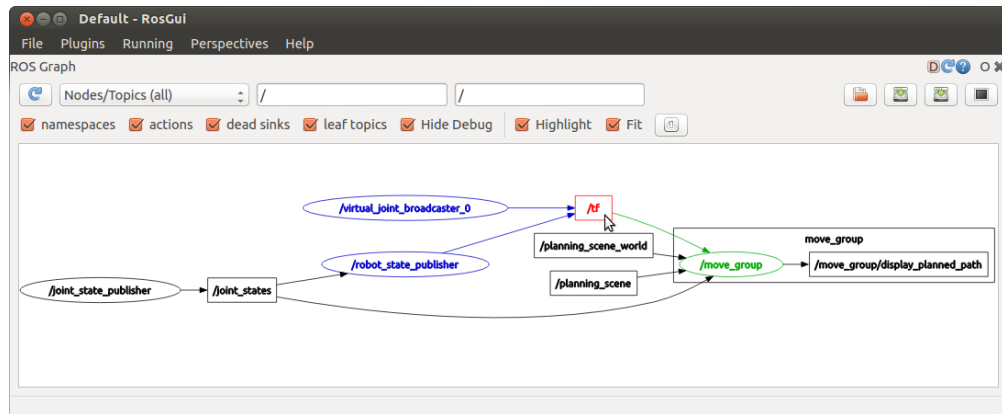 Default - RosGui
File Plugins Running Perspectives Help
ROS Graph D O
Nodes/Topics (all) / /
namespaces actions dead sinks leaf topics Hide Debug Highlight Fit
/virtual_joint_broadcaster_0 /tf
/planning_scene_world move_group
/robot_state_publisher /move_group /move_group/display_planned_path
/planning_scene
/joint_state_publisher /joint_states